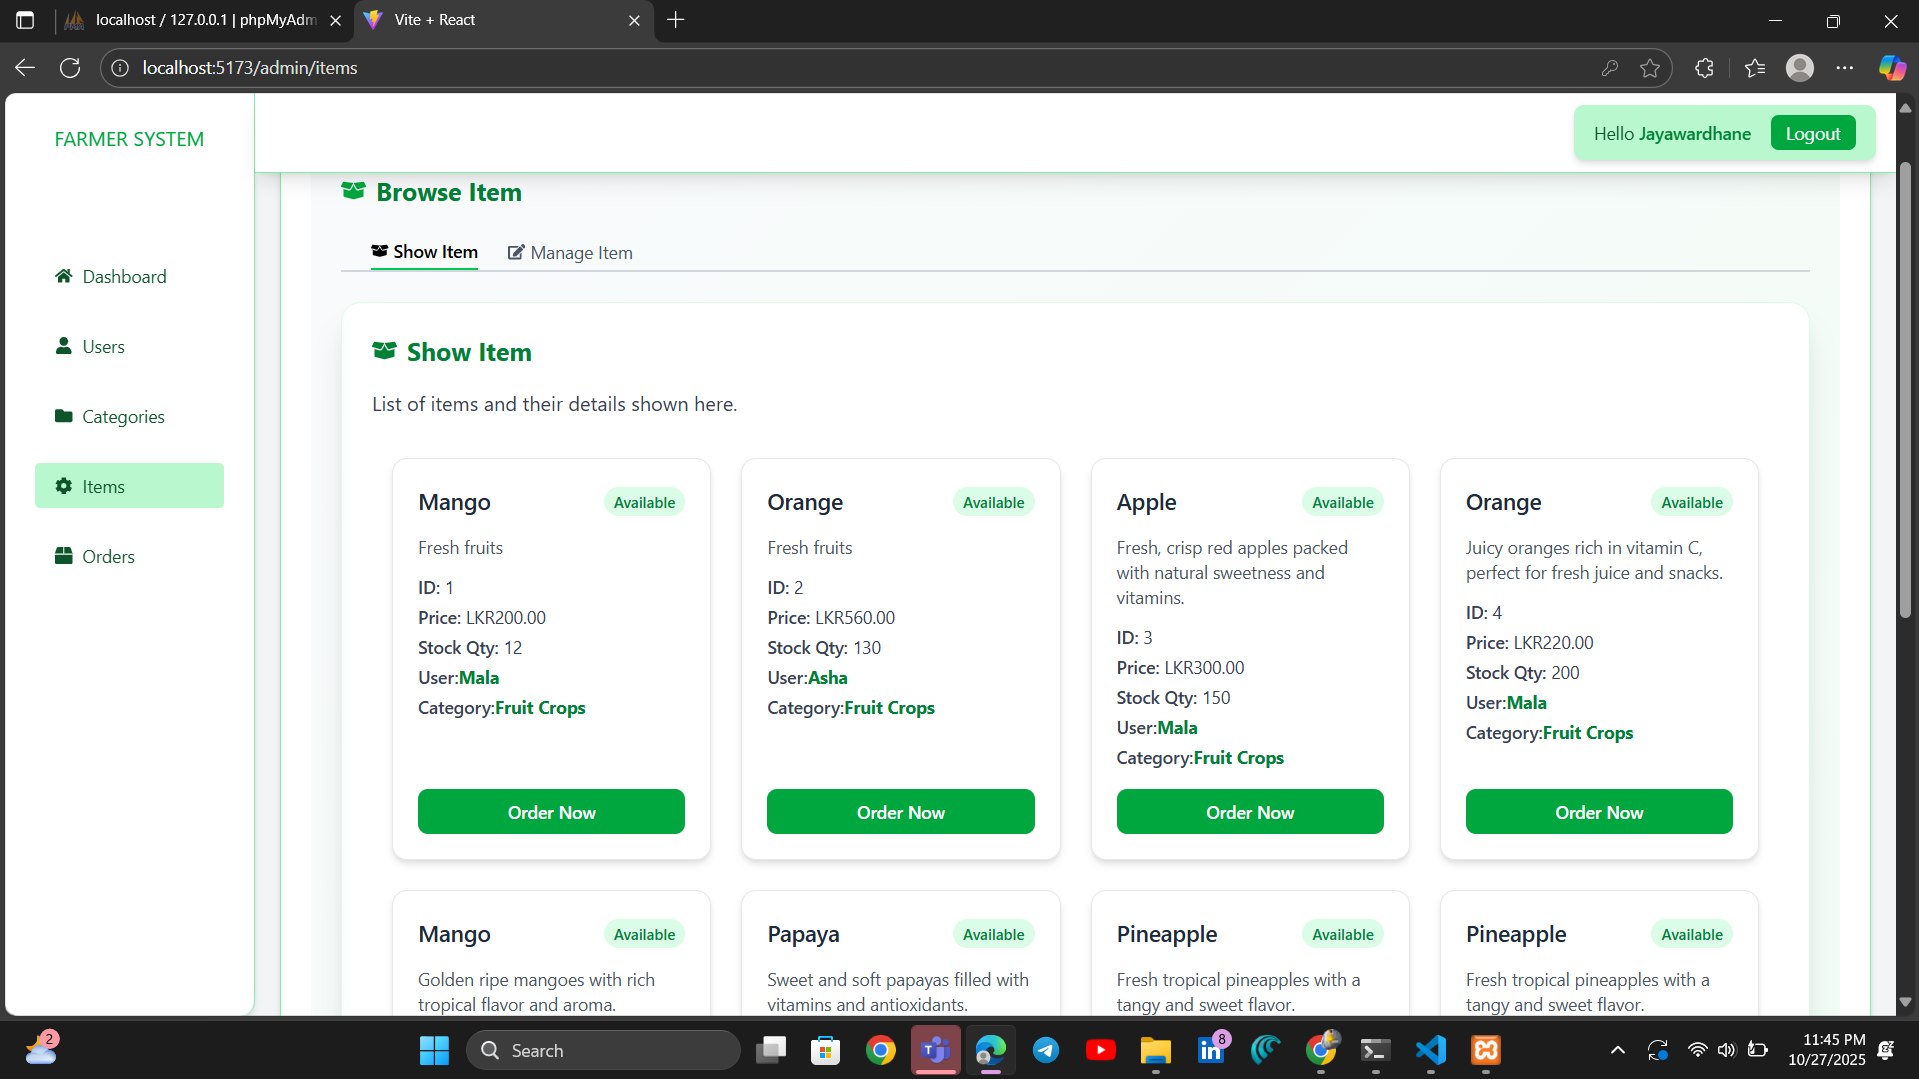 localhost / 127.0.0.1 | phpMyAdm
Vite + React
localhost:5173/admin/items
FARMER SYSTEM
Hello Jayawardhane
Logout
Dashboard
Users
Categories
Items
Orders
Browse Item
Show Item
Manage Item
Show Item
List of items and their details shown here.
Mango
Available
Fresh fruits
ID: 1
Price: LKR200.00
Stock Qty: 12
User:Mala
Category:Fruit Crops
Order Now
Orange
Available
Fresh fruits
ID: 2
Price: LKR560.00
Stock Qty: 130
User:Asha
Category:Fruit Crops
Order Now
Apple
Available
Fresh, crisp red apples packed
with natural sweetness and
vitamins.
ID: 3
Price: LKR300.00
Stock Qty: 150
User:Mala
Category:Fruit Crops
Order Now
Orange
Available
Juicy oranges rich in vitamin C,
perfect for fresh juice and snacks.
ID: 4
Price: LKR220.00
Stock Qty: 200
User:Mala
Category:Fruit Crops
Order Now
Mango
Available
Golden ripe mangoes with rich
tropical flavor and aroma.
Papaya
Available
Sweet and soft papayas filled with
vitamins and antioxidants.
Pineapple
Available
Fresh tropical pineapples with a
tangy and sweet flavor.
Pineapple
Available
Fresh tropical pineapples with a
tangy and sweet flavor.
2
Search
8
11:45 PM
10/27/2025